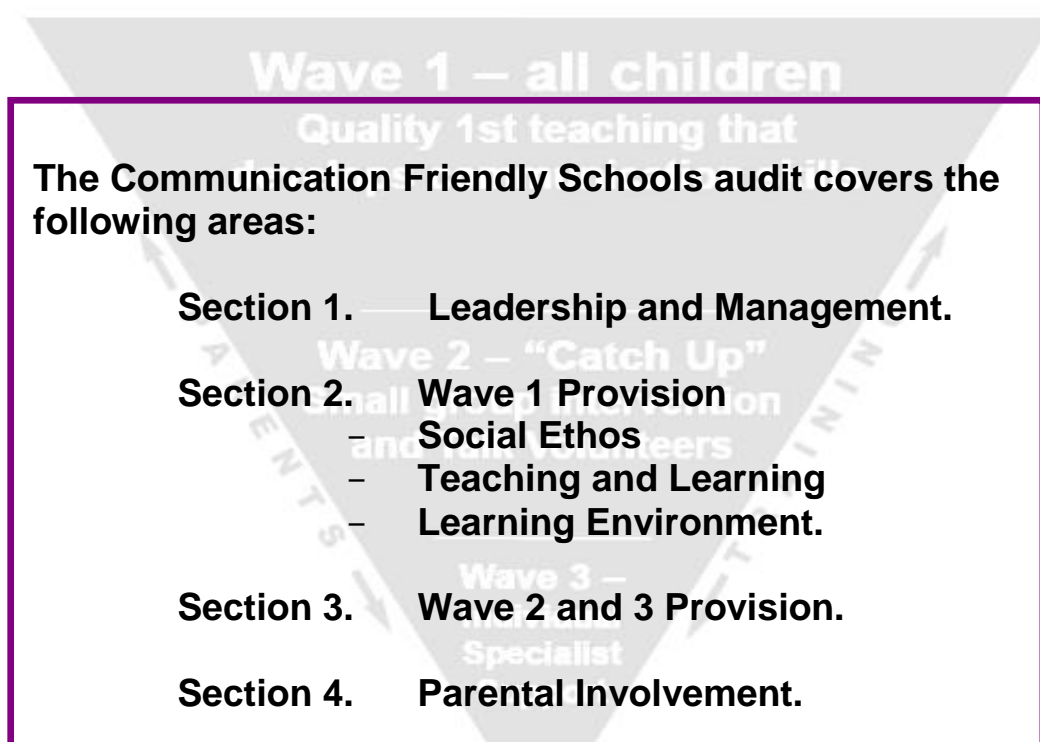 Wave 1 – all children
Quality 1st teaching that
The Communication Friendly Schools audit covers the
following areas:
Section 1. Leadership and Management.
Wave 2 – “Catch Up”
Section 2. Wave 1 Provision
– Social Ethos
– Teaching and Learning
– Learning Environment.
PARENTS
TRAINING
Wave 3 –
Section 3. Wave 2 and 3 Provision.
Specialist
Section 4. Parental Involvement.